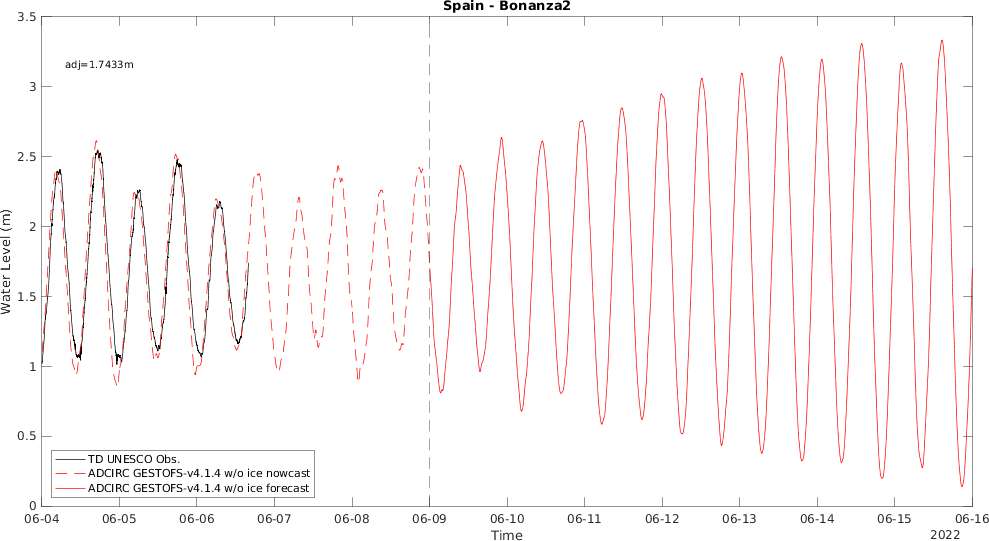 Spain - Bonanza2
adj=1.7433m
Water Level (m)
3.5
3
2.5
2
1.5
1
0.5
0
TD UNESCO Obs.
ADCIRC GESTOFS-v4.1.4 w/o ice nowcast
ADCIRC GESTOFS-v4.1.4 w/o ice forecast
06-04 06-05 06-06 06-07 06-08 06-09 06-10 06-11 06-12 06-13 06-14 06-15 06-16
Time
2022